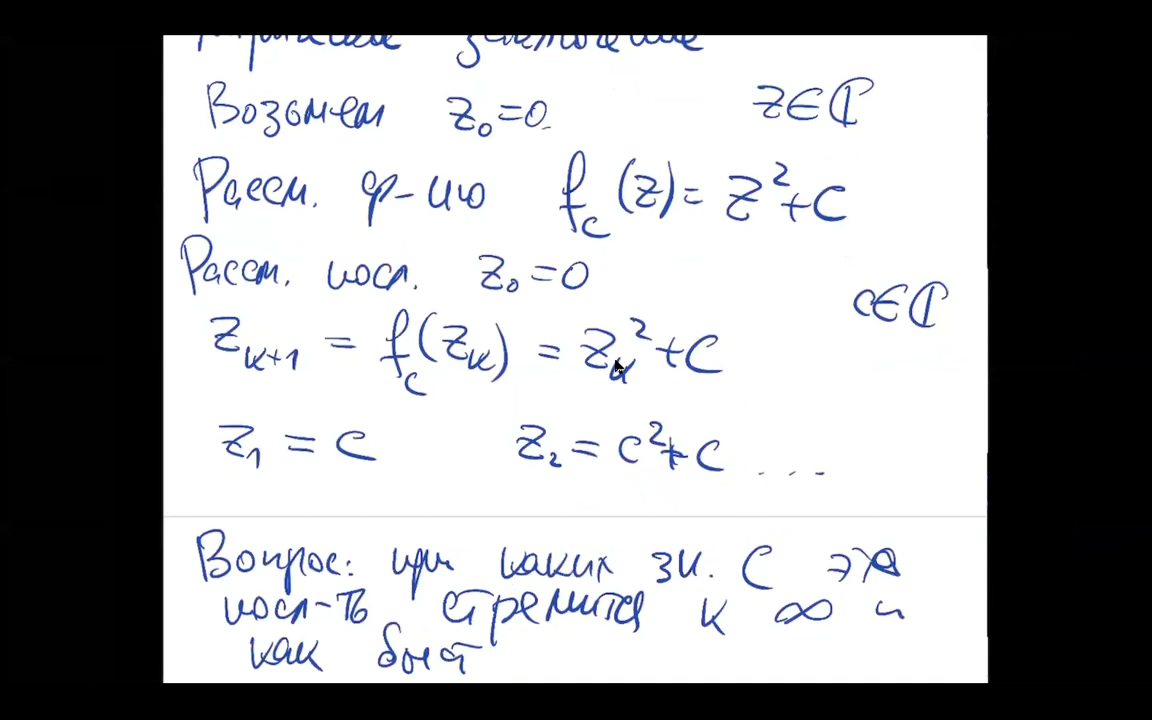 Возьмем z₀=0. z∈ℂ
Рассм. ф-ию f_c(z)= z²+c
Рассм. посл. z₀=0
c∈ℂ
z_{k+1} = f_c(z_k) = z_k²+c
z₁ = c z₂ = c²+c ...
Вопрос: при каких зн. c эта
посл-ть стремится к ∞ и
как быст